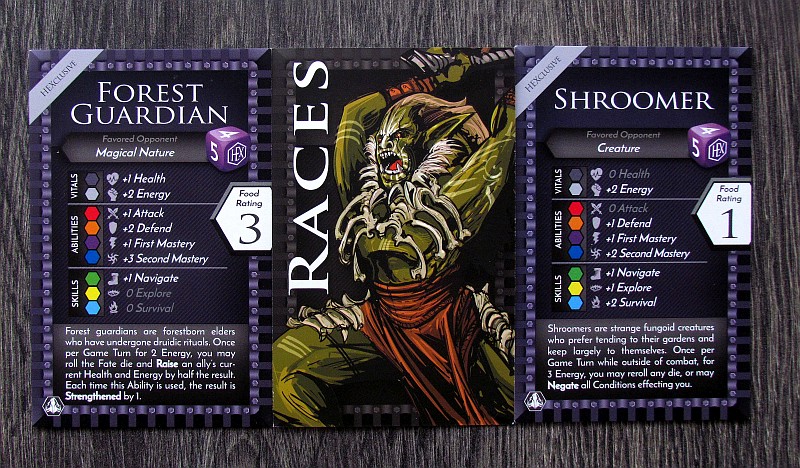 HEXCLUSIVE
FOREST
GUARDIAN
Favored Opponent
Magical Nature
4
5
HEX
VITALS
+1 Health
+2 Energy
Food
Rating
3
ABILITIES
+1 Attack
+2 Defend
+1 First Mastery
+3 Second Mastery
SKILLS
+1 Navigate
0 Explore
0 Survival
Forest guardians are forestborn elders
who have undergone druidic rituals. Once
per Game Turn for 2 Energy, you may
roll the Fate die and Raise an ally's cur-
rent Health and Energy by half the result.
Each time this Ability is used, the result is
Strengthened by 1.
RACES
HEXCLUSIVE
SHROOMER
Favored Opponent
Creature
4
5
HEX
VITALS
0 Health
+2 Energy
Food
Rating
1
ABILITIES
0 Attack
+1 Defend
+1 First Mastery
+2 Second Mastery
SKILLS
+1 Navigate
+1 Explore
+2 Survival
Shroomers are strange fungoid creatures
who prefer tending to their gardens and
keep largely to themselves. Once per
Game Turn while outside of combat, for
3 Energy, you may reroll any die, or may
Negate all Conditions effecting you.